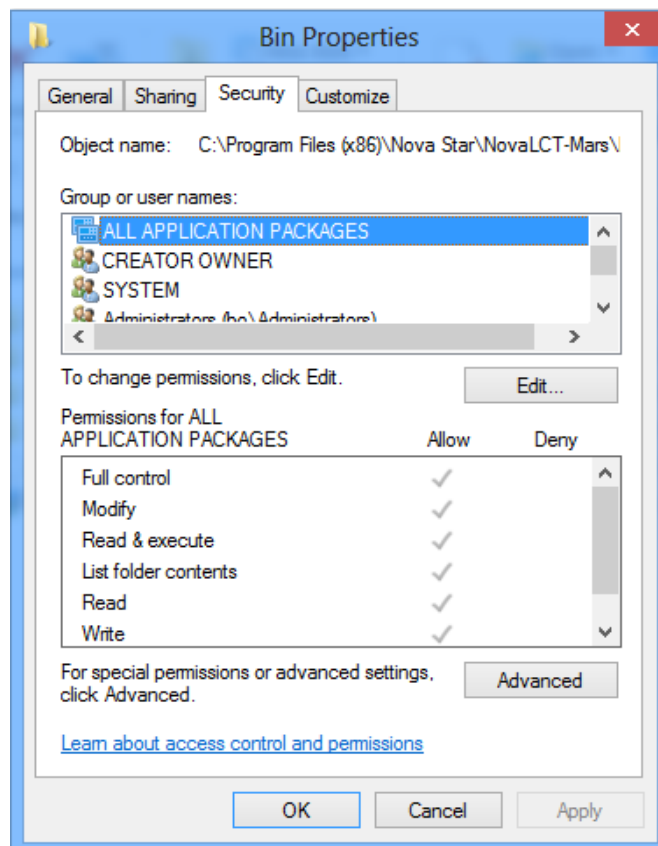 Bin Properties
General Sharing Security Customize
Object name: C:\Program Files (x86)\Nova Star\NovaLCT-Mars\
Group or user names:
ALL APPLICATION PACKAGES
CREATOR OWNER
SYSTEM
Administrators (bo\Administrators)
To change permissions, click Edit.
Edit...
Permissions for ALL
APPLICATION PACKAGES Allow Deny
Full control
Modify
Read & execute
List folder contents
Read
Write
For special permissions or advanced settings,
click Advanced.
Advanced
Learn about access control and permissions
OK Cancel Apply